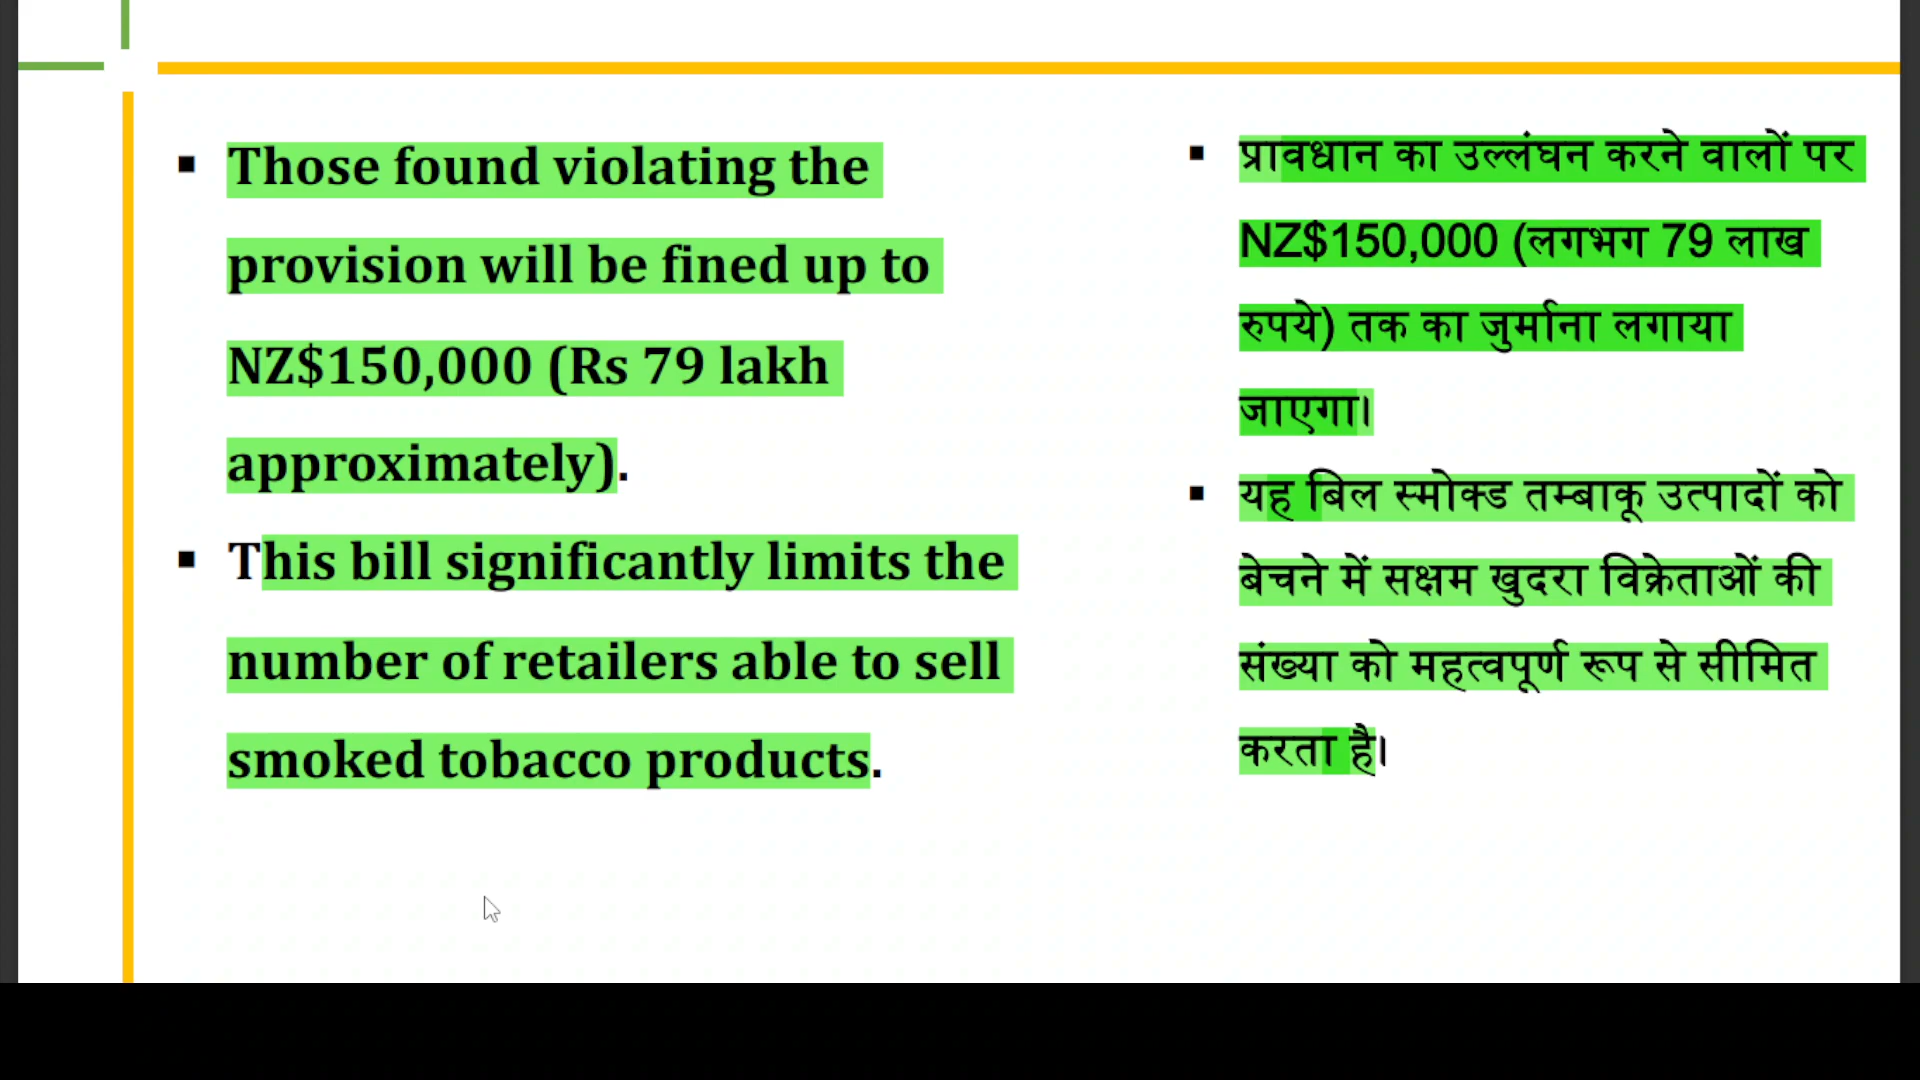 Those found violating the
provision will be fined up to
NZ$150,000 (Rs 79 lakh
approximately).
This bill significantly limits the
number of retailers able to sell
smoked tobacco products.
प्रावधान का उल्लंघन करने वालों पर
NZ$150,000 (लगभग 79 लाख
रुपये) तक का जुर्माना लगाया
जाएगा।
यह बिल स्मोक्ड तम्बाकू उत्पादों को
बेचने में सक्षम खुदरा विक्रेताओं की
संख्या को महत्वपूर्ण रूप से सीमित
करता है।